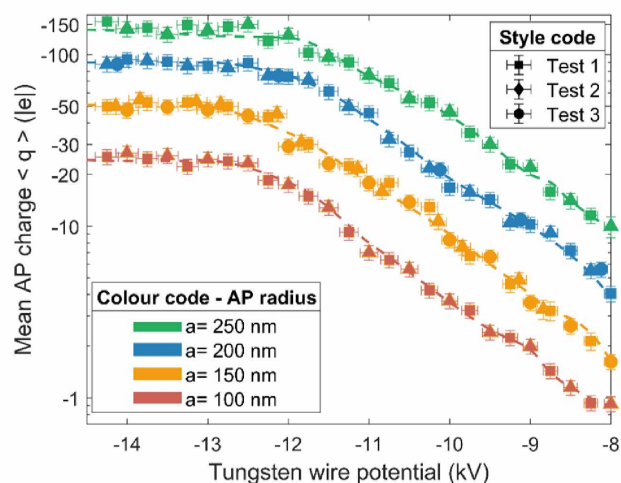 -150
-100
-50
-30
-20
-10
-1
Mean AP charge < q > (|e|)
Style code
Test 1
Test 2
Test 3
Colour code - AP radius
a= 250 nm
a= 200 nm
a= 150 nm
a= 100 nm
-14 -13 -12 -11 -10 -9 -8
Tungsten wire potential (kV)